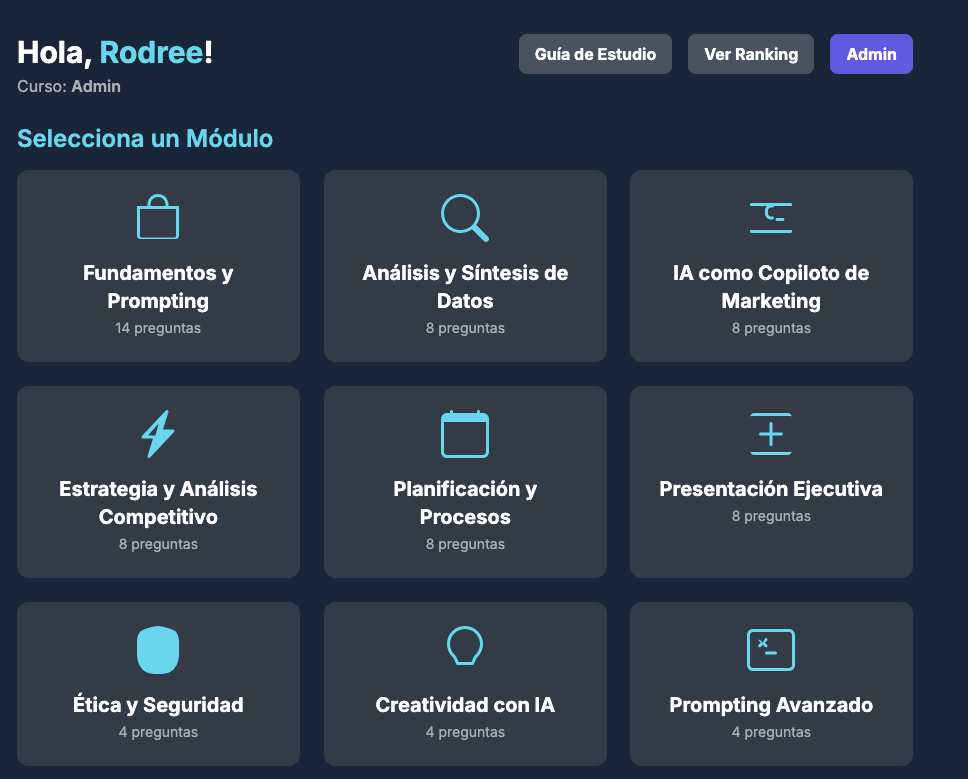 Hola, Rodree!
Guía de Estudio
Ver Ranking
Admin
Curso: Admin
Selecciona un Módulo
Fundamentos y
Prompting
14 preguntas
Análisis y Síntesis de
Datos
8 preguntas
IA como Copiloto de
Marketing
8 preguntas
Estrategia y Análisis
Competitivo
8 preguntas
Planificación y
Procesos
8 preguntas
Presentación Ejecutiva
8 preguntas
Ética y Seguridad
4 preguntas
Creatividad con IA
4 preguntas
Prompting Avanzado
4 preguntas